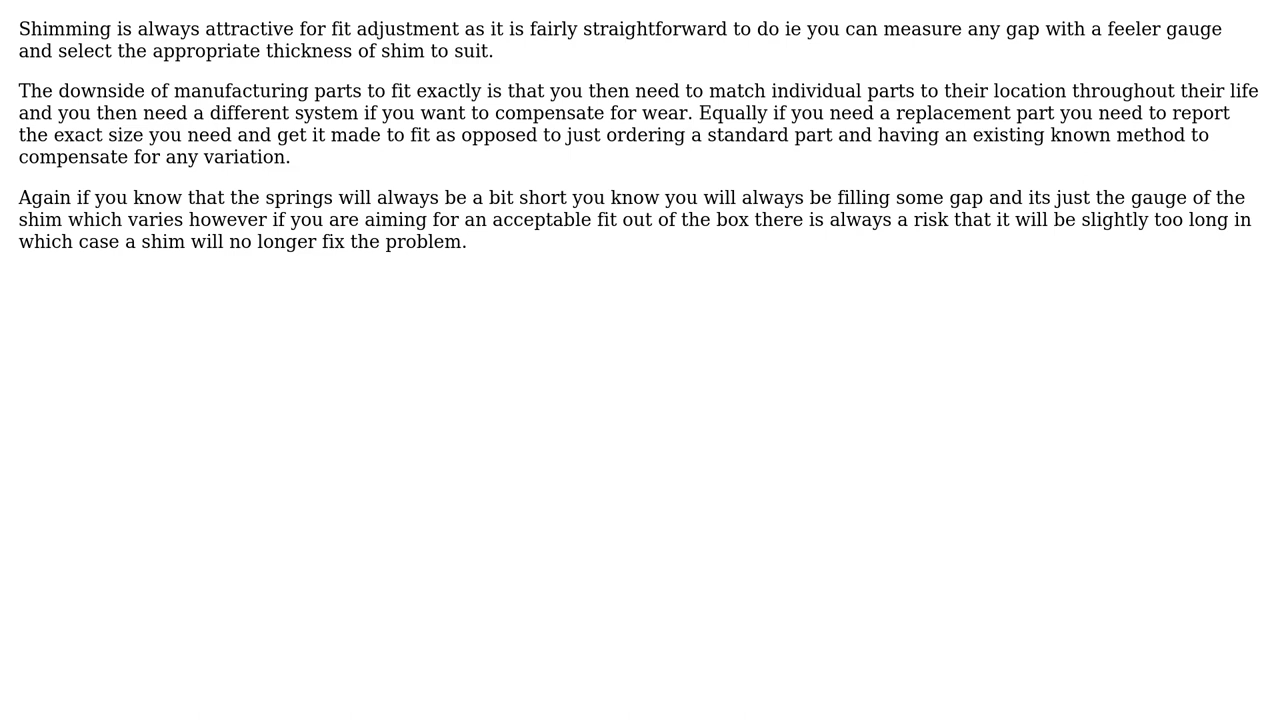 Shimming is always attractive for fit adjustment as it is fairly straightforward to do ie you can measure any gap with a feeler gauge
and select the appropriate thickness of shim to suit.
The downside of manufacturing parts to fit exactly is that you then need to match individual parts to their location throughout their life
and you then need a different system if you want to compensate for wear. Equally if you need a replacement part you need to report
the exact size you need and get it made to fit as opposed to just ordering a standard part and having an existing known method to
compensate for any variation.
Again if you know that the springs will always be a bit short you know you will always be filling some gap and its just the gauge of the
shim which varies however if you are aiming for an acceptable fit out of the box there is always a risk that it will be slightly too long in
which case a shim will no longer fix the problem.